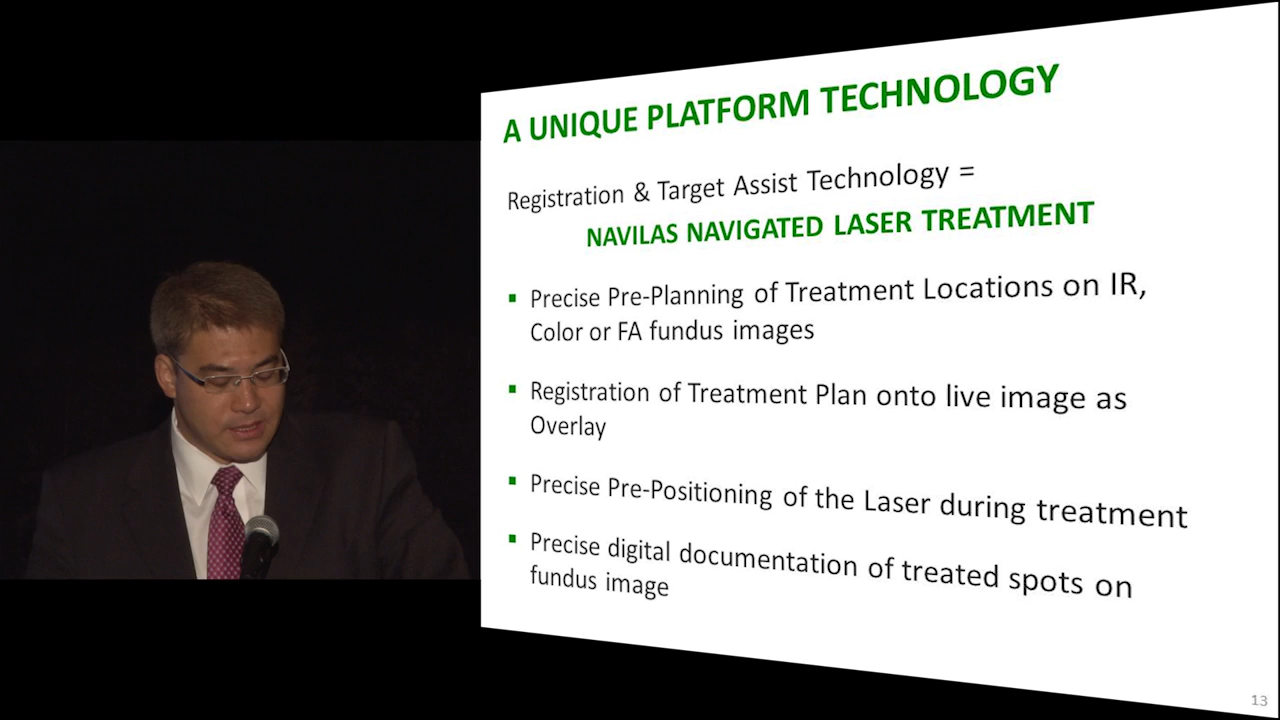 A UNIQUE PLATFORM TECHNOLOGY
Registration & Target Assist Technology =
NAVILAS NAVIGATED LASER TREATMENT
▪ Precise Pre-Planning of Treatment Locations on IR,
Color or FA fundus images
▪ Registration of Treatment Plan onto live image as
Overlay
▪ Precise Pre-Positioning of the Laser during treatment
▪ Precise digital documentation of treated spots on
fundus image
13